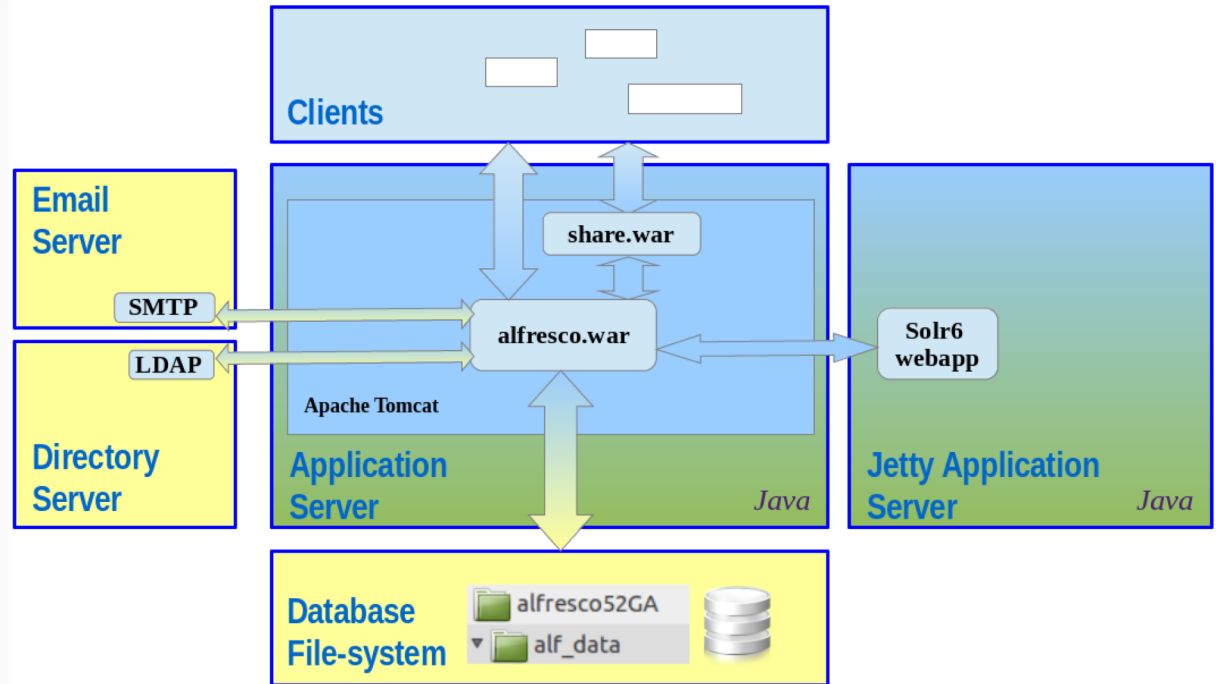 Clients
Email
Server
SMTP
LDAP
Directory
Server
share.war
alfresco.war
Apache Tomcat
Application
Server
Java
Solr6
webapp
Jetty Application
Server
Java
Database
File-system
alfresco52GA
alf_data